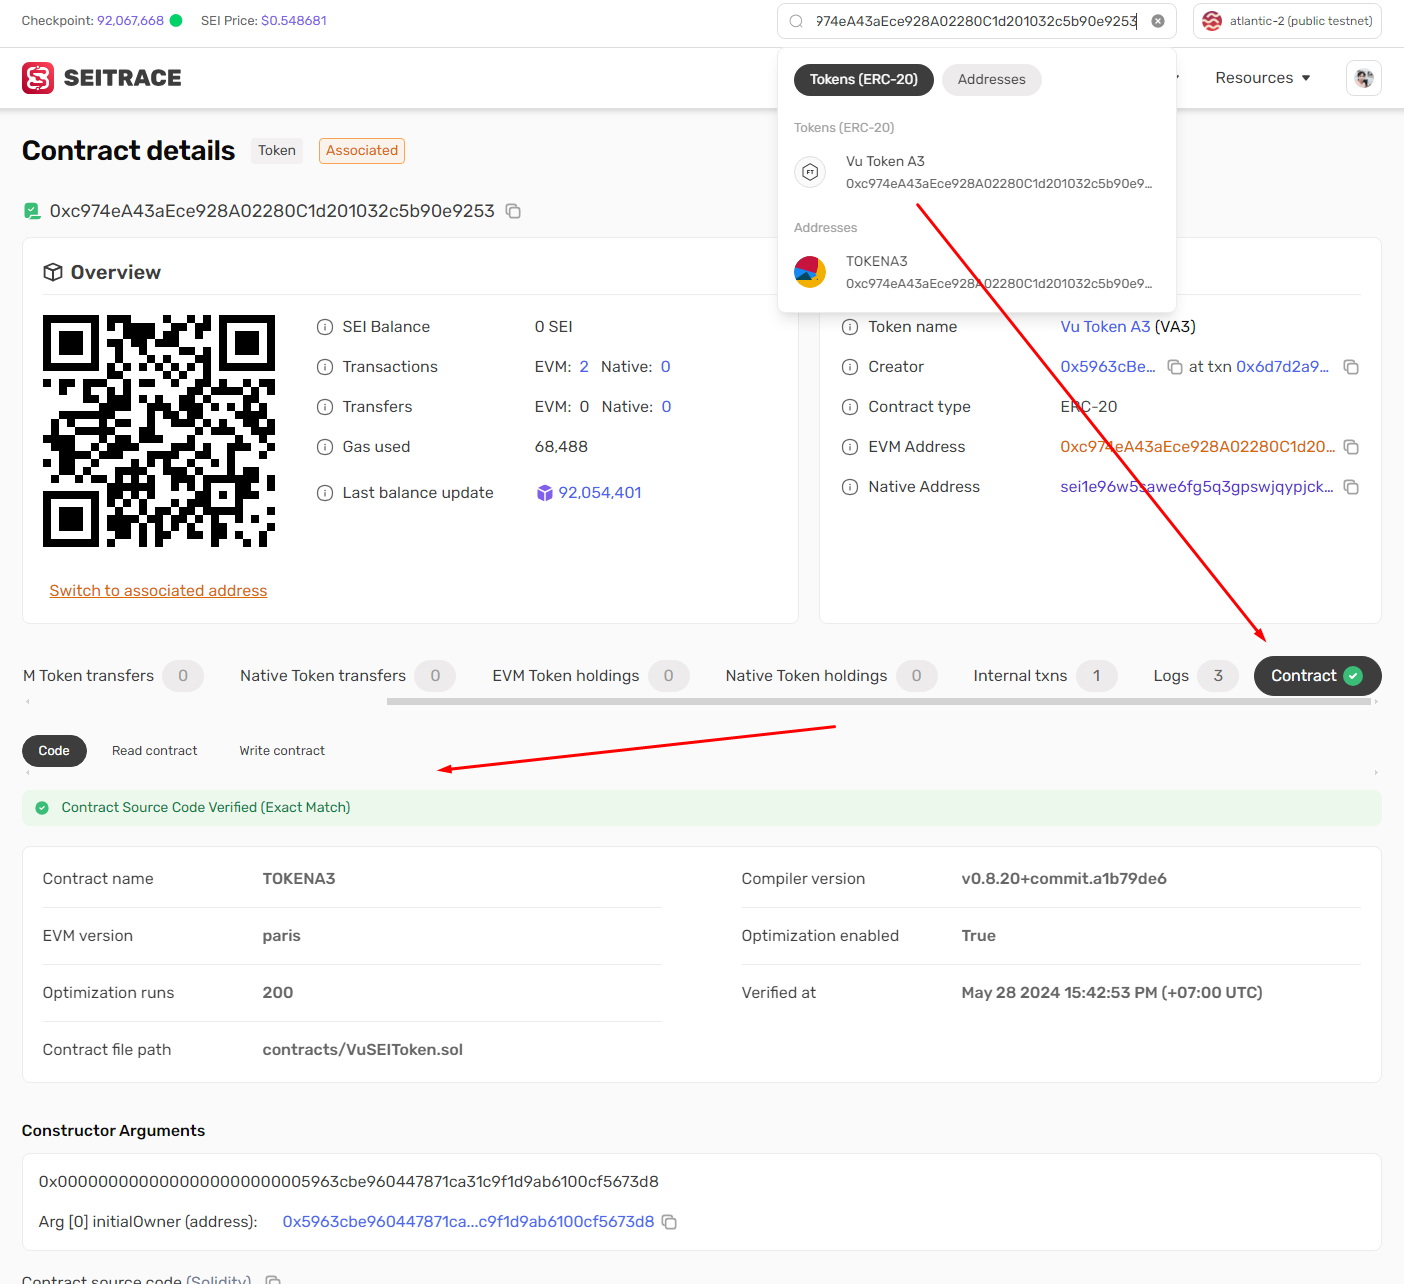 Checkpoint: 92,067,668 SEI Price: $0.548681
974eA43aEce928A02280C1d201032c5b90e9253
atlantic-2 (public testnet)
SEITRACE
Resources
Tokens (ERC-20) Addresses
Tokens (ERC-20)
Vu Token A3
0xc974eA43aEce928A02280C1d201032c5b90e9...
Addresses
TOKENA3
0xc974eA43aEce928A02280C1d201032c5b90e9...
Contract details Token Associated
0xc974eA43aEce928A02280C1d201032c5b90e9253
Overview
SEI Balance 0 SEI
Transactions EVM: 2 Native: 0
Transfers EVM: 0 Native: 0
Gas used 68,488
Last balance update 92,054,401
Switch to associated address
Token name Vu Token A3 (VA3)
Creator 0x5963cBe... at txn 0x6d7d2a9...
Contract type ERC-20
EVM Address 0xc974eA43aEce928A02280C1d20...
Native Address sei1e96w5sawe6fg5q3gpswjqypjck...
M Token transfers 0 Native Token transfers 0 EVM Token holdings 0 Native Token holdings 0 Internal txns 1 Logs 3 Contract
Code Read contract Write contract
Contract Source Code Verified (Exact Match)
Contract name TOKENA3
Compiler version v0.8.20+commit.a1b79de6
EVM version paris
Optimization enabled True
Optimization runs 200
Verified at May 28 2024 15:42:53 PM (+07:00 UTC)
Contract file path contracts/VuSEIToken.sol
Constructor Arguments
0x0000000000000000000000005963cbe960447871ca31c9f1d9ab6100cf5673d8
Arg [0] initialOwner (address): 0x5963cbe960447871ca...c9f1d9ab6100cf5673d8
Contract source code (Solidity)